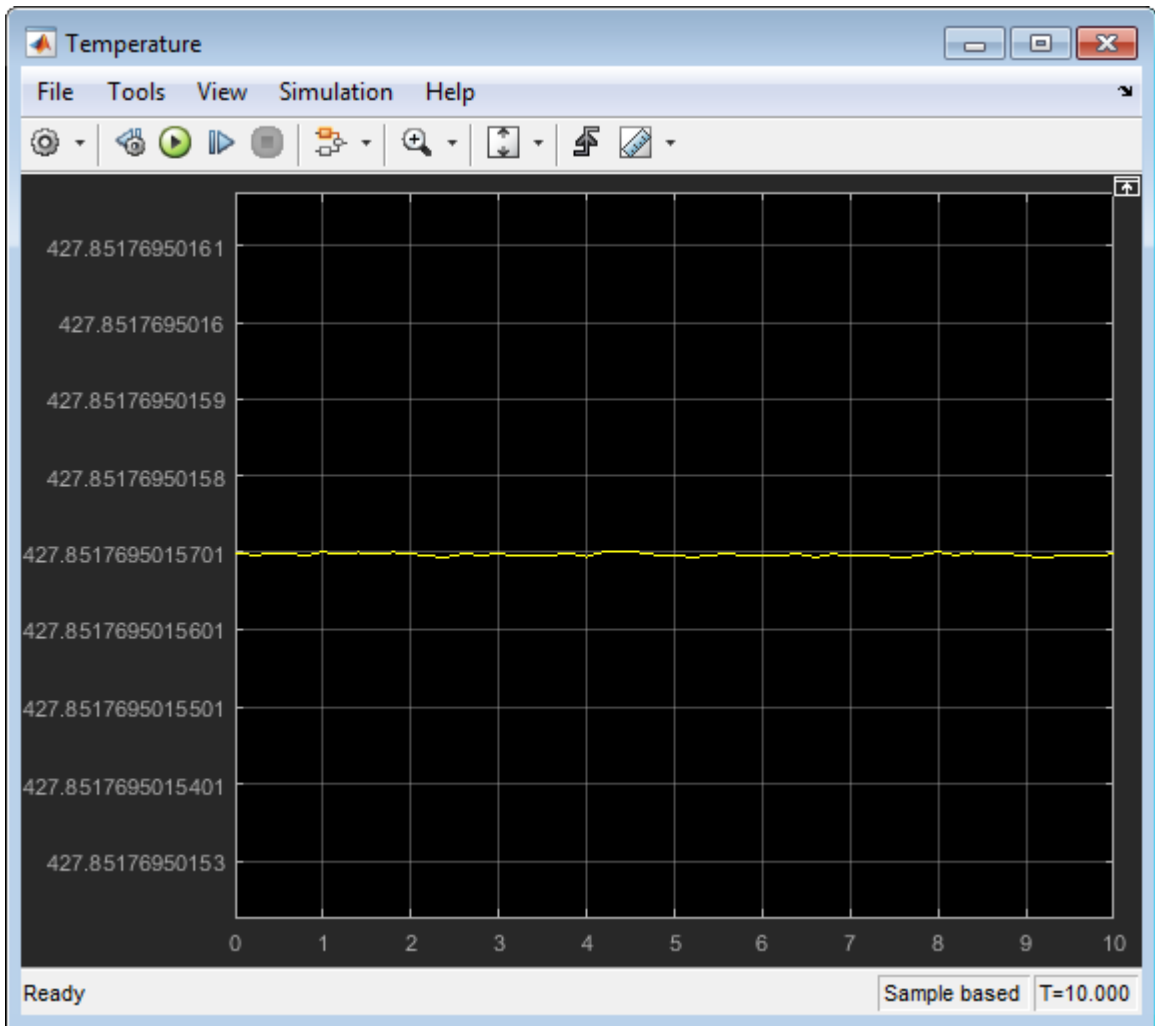 Temperature
File Tools View Simulation Help
427.85176950161
427.8517695016
427.85176950159
427.85176950158
427.8517695015701
427.8517695015601
427.8517695015501
427.8517695015401
427.85176950153
0 1 2 3 4 5 6 7 8 9 10
Ready Sample based T=10.000